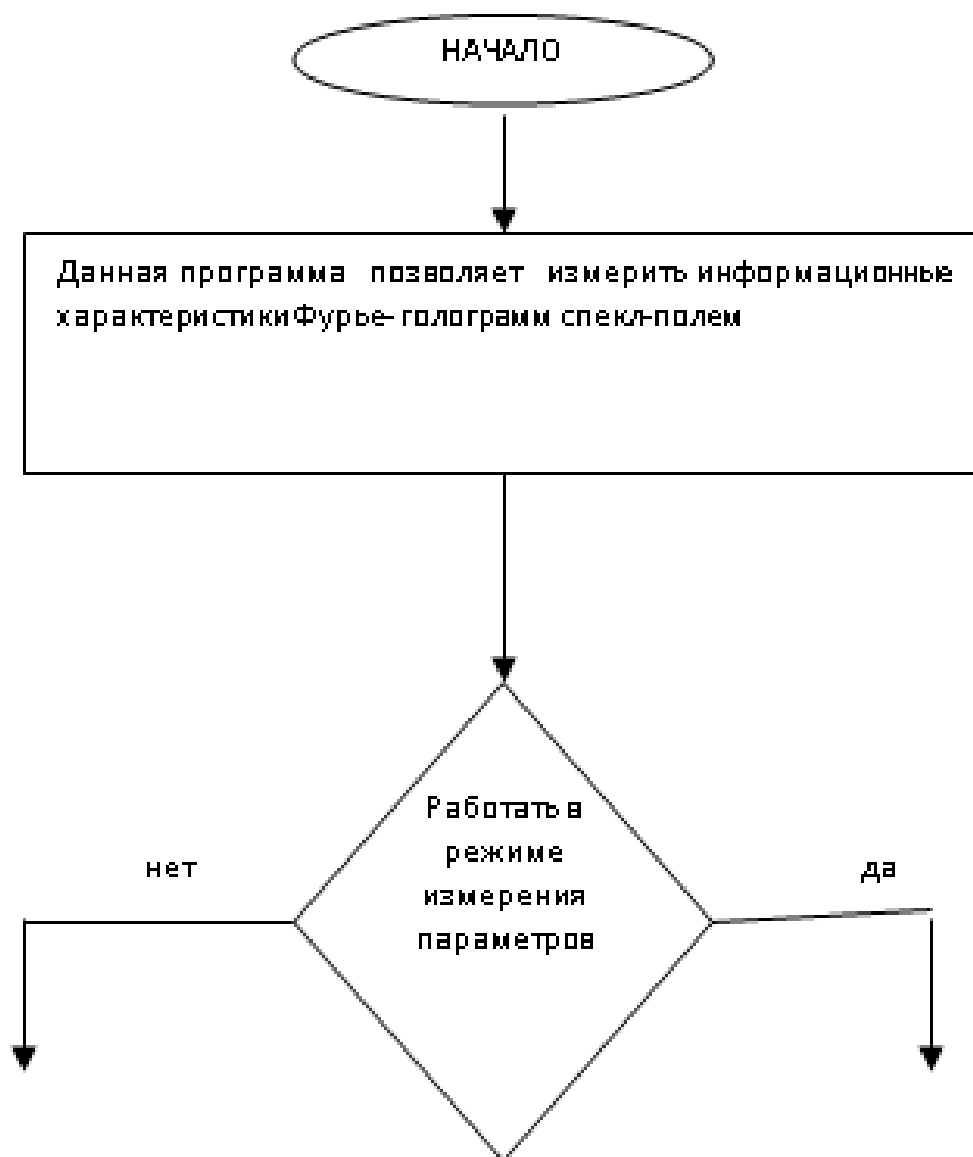 НАЧАЛО
Данная программа позволяет измерить информационные
характеристики Фурье-голограмм спекл-полем
Работать в
режиме
измерения
параметров
нет
да